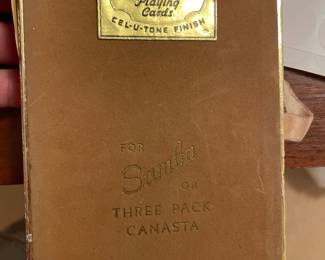 Playing
Cards
CEL-U-TONE FINISH
FOR
Samba
OR
THREE PACK
CANASTA